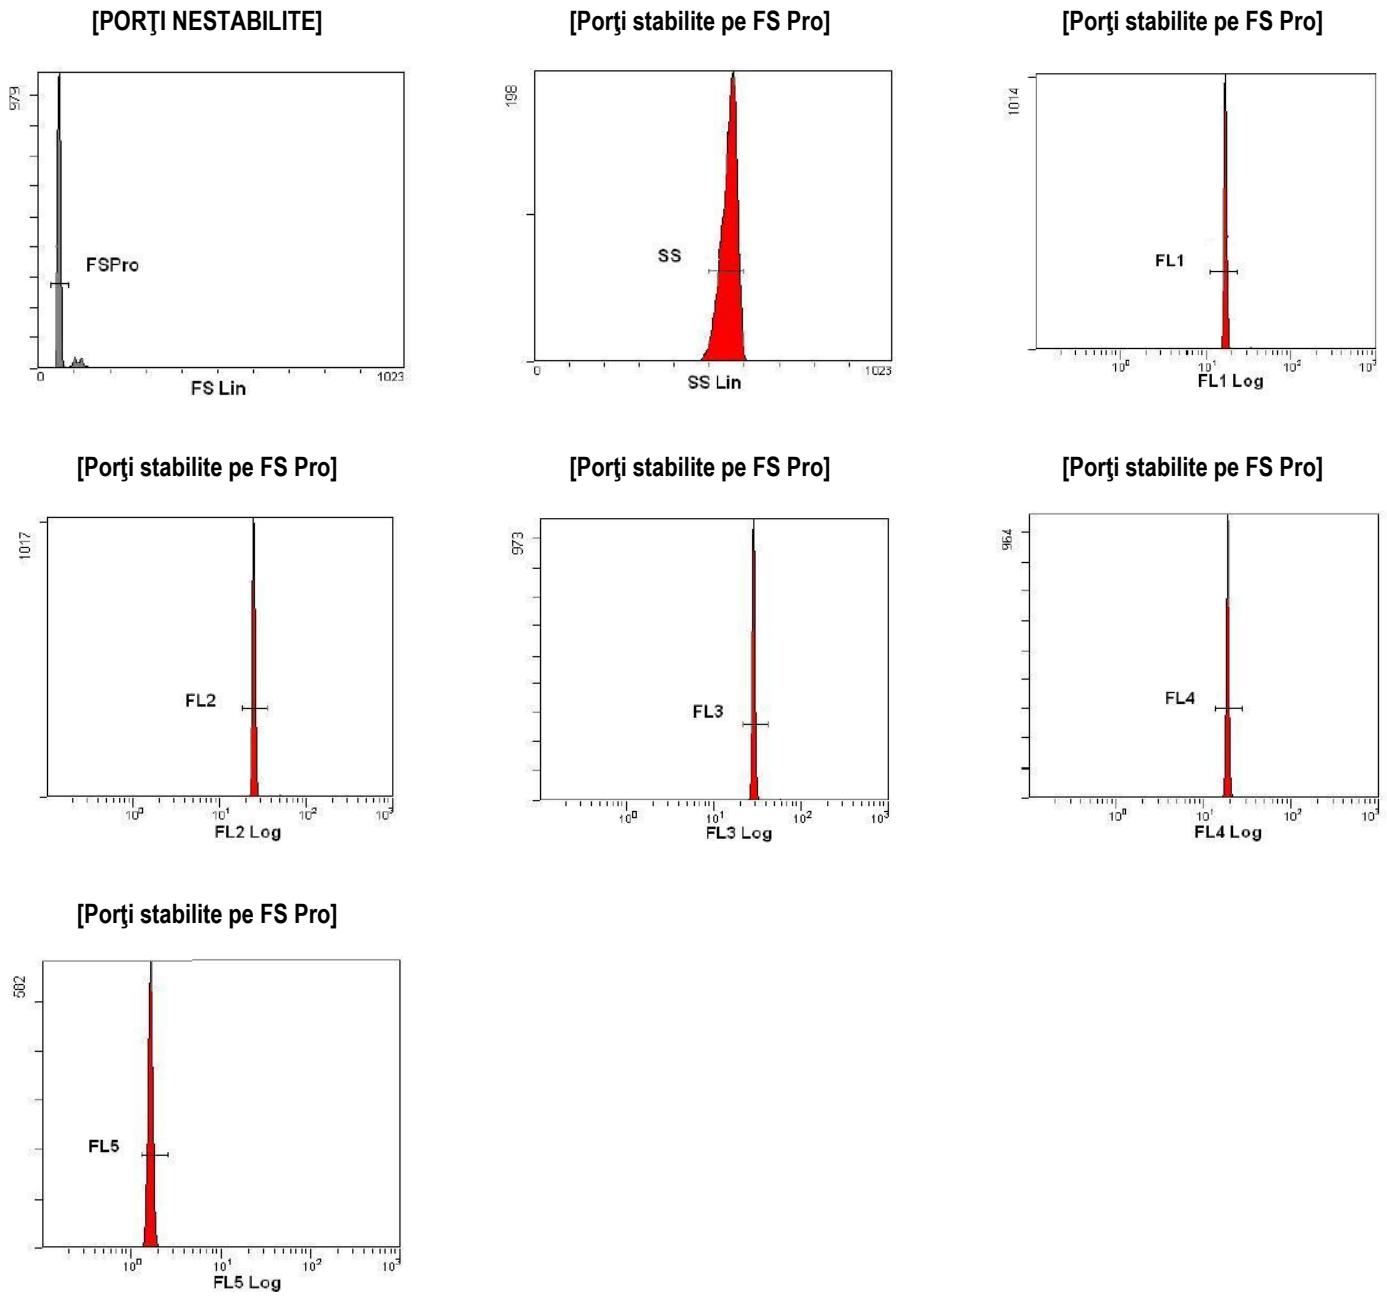 [PORŢI NESTABILITE]
[Porţi stabilite pe FS Pro]
[Porţi stabilite pe FS Pro]
979
FSPro
0
1023
FS Lin
198
SS
0
1023
SS Lin
1014
FL1
10⁰ 10¹ 10² 10³
FL1 Log
[Porţi stabilite pe FS Pro]
[Porţi stabilite pe FS Pro]
[Porţi stabilite pe FS Pro]
1017
FL2
10⁰ 10¹ 10² 10³
FL2 Log
973
FL3
10⁰ 10¹ 10² 10³
FL3 Log
964
FL4
10⁰ 10¹ 10² 10³
FL4 Log
[Porţi stabilite pe FS Pro]
582
FL5
10⁰ 10¹ 10² 10³
FL5 Log